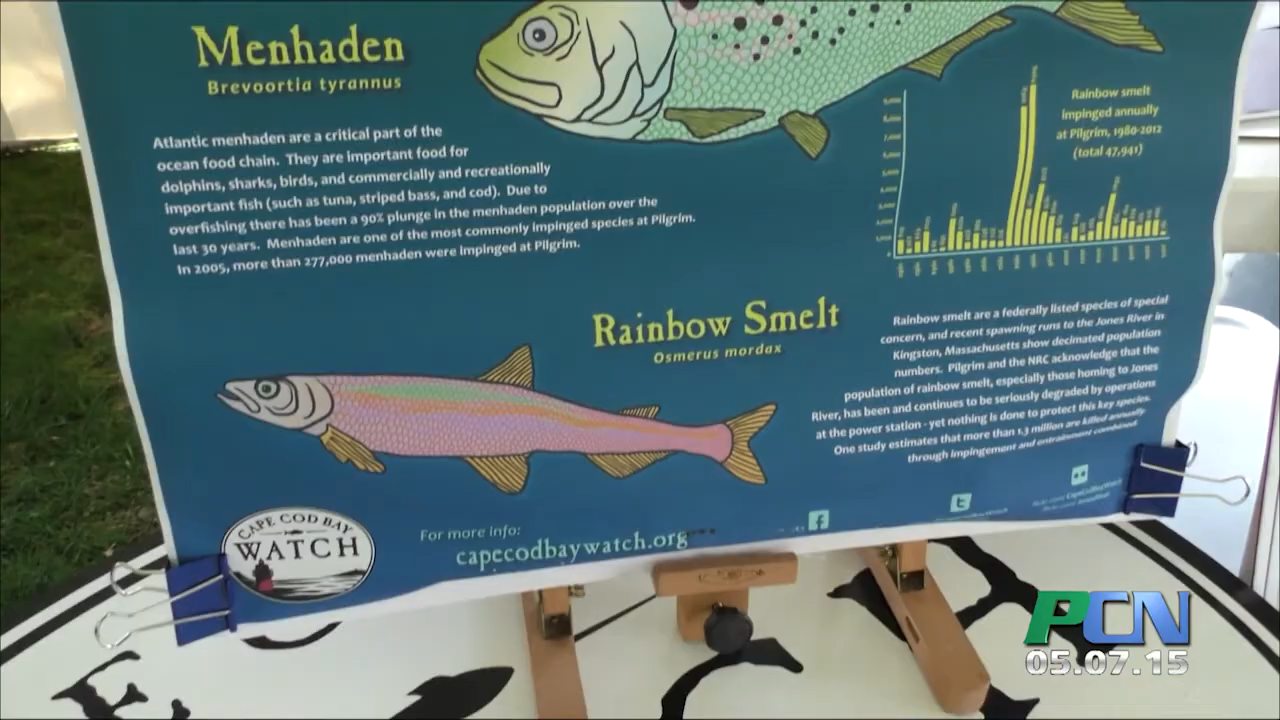 Menhaden
Brevoortia tyrannus
Atlantic menhaden are a critical part of the
ocean food chain. They are important food for
dolphins, sharks, birds, and commercially and recreationally
important fish (such as tuna, striped bass, and cod). Due to
overfishing there has been a 90% plunge in the menhaden population over the
last 30 years. Menhaden are one of the most commonly impinged species at Pilgrim.
In 2005, more than 277,000 menhaden were impinged at Pilgrim.
Rainbow smelt
impinged annually
at Pilgrim, 1980-2012
(total 47,941)
Rainbow Smelt
Osmerus mordax
Rainbow smelt are a federally listed species of special
concern, and recent spawning runs to the Jones River in
Kingston, Massachusetts show decimated population
numbers. Pilgrim and the NRC acknowledge that the
population of rainbow smelt, especially those homing to Jones
River, has been and continues to be seriously degraded by operations
at the power station - yet nothing is done to protect this key species.
One study estimates that more than 1.3 million are killed annually
through impingement and entrainment combined.
CAPE COD BAY
WATCH
For more info:
capecodbaywatch.org
PCN
05.07.15